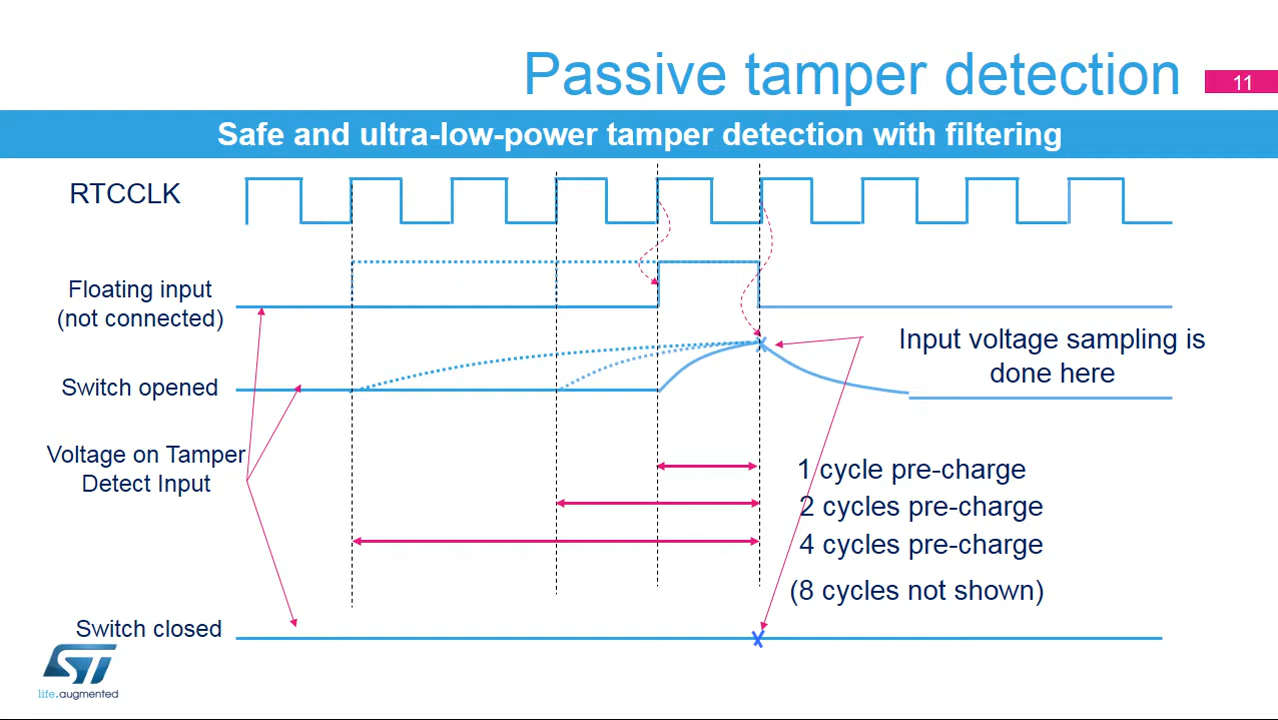 Passive tamper detection
11
Safe and ultra-low-power tamper detection with filtering
RTCCLK
Floating input
(not connected)
Input voltage sampling is
done here
Switch opened
Voltage on Tamper
Detect Input
1 cycle pre-charge
2 cycles pre-charge
4 cycles pre-charge
(8 cycles not shown)
Switch closed
ST
life.augmented